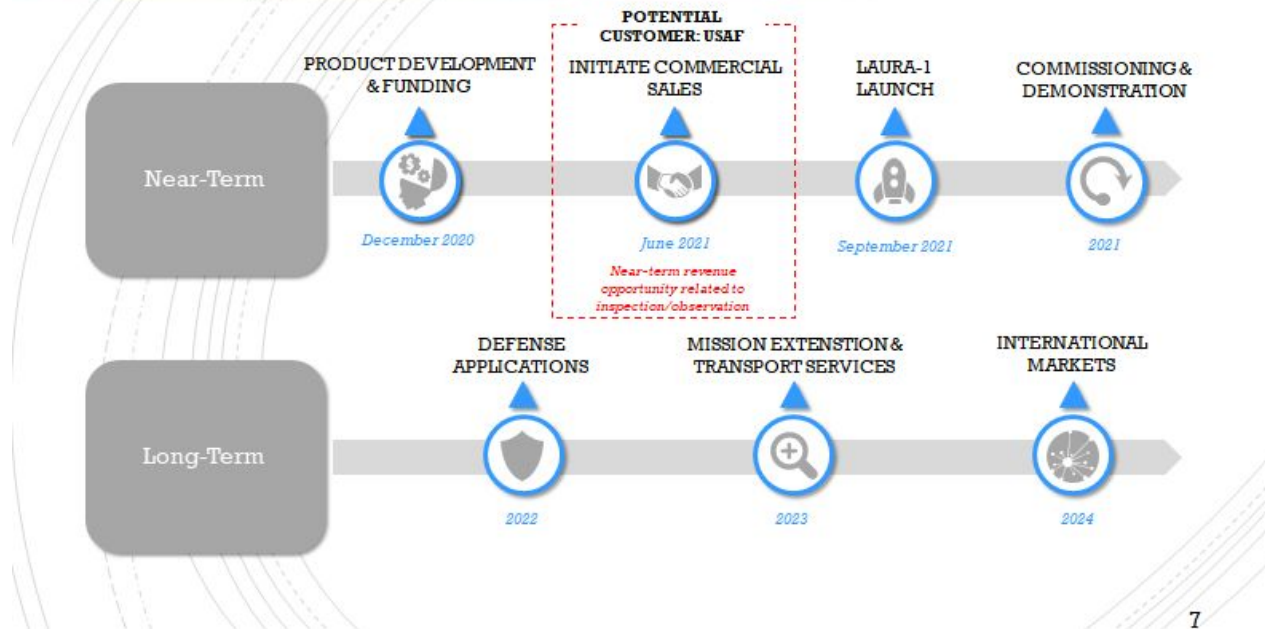 POTENTIAL
CUSTOMER: USAF
PRODUCT DEVELOPMENT
& FUNDING
INITIATE COMMERCIAL
SALES
LAURA-1
LAUNCH
COMMISSIONING &
DEMONSTRATION
Near-Term
December 2020
June 2021
September 2021
2021
Near-term revenue
opportunity related to
inspection/observation
DEFENSE
APPLICATIONS
MISSION EXTENSTION &
TRANSPORT SERVICES
INTERNATIONAL
MARKETS
Long-Term
2022
2023
2024
7